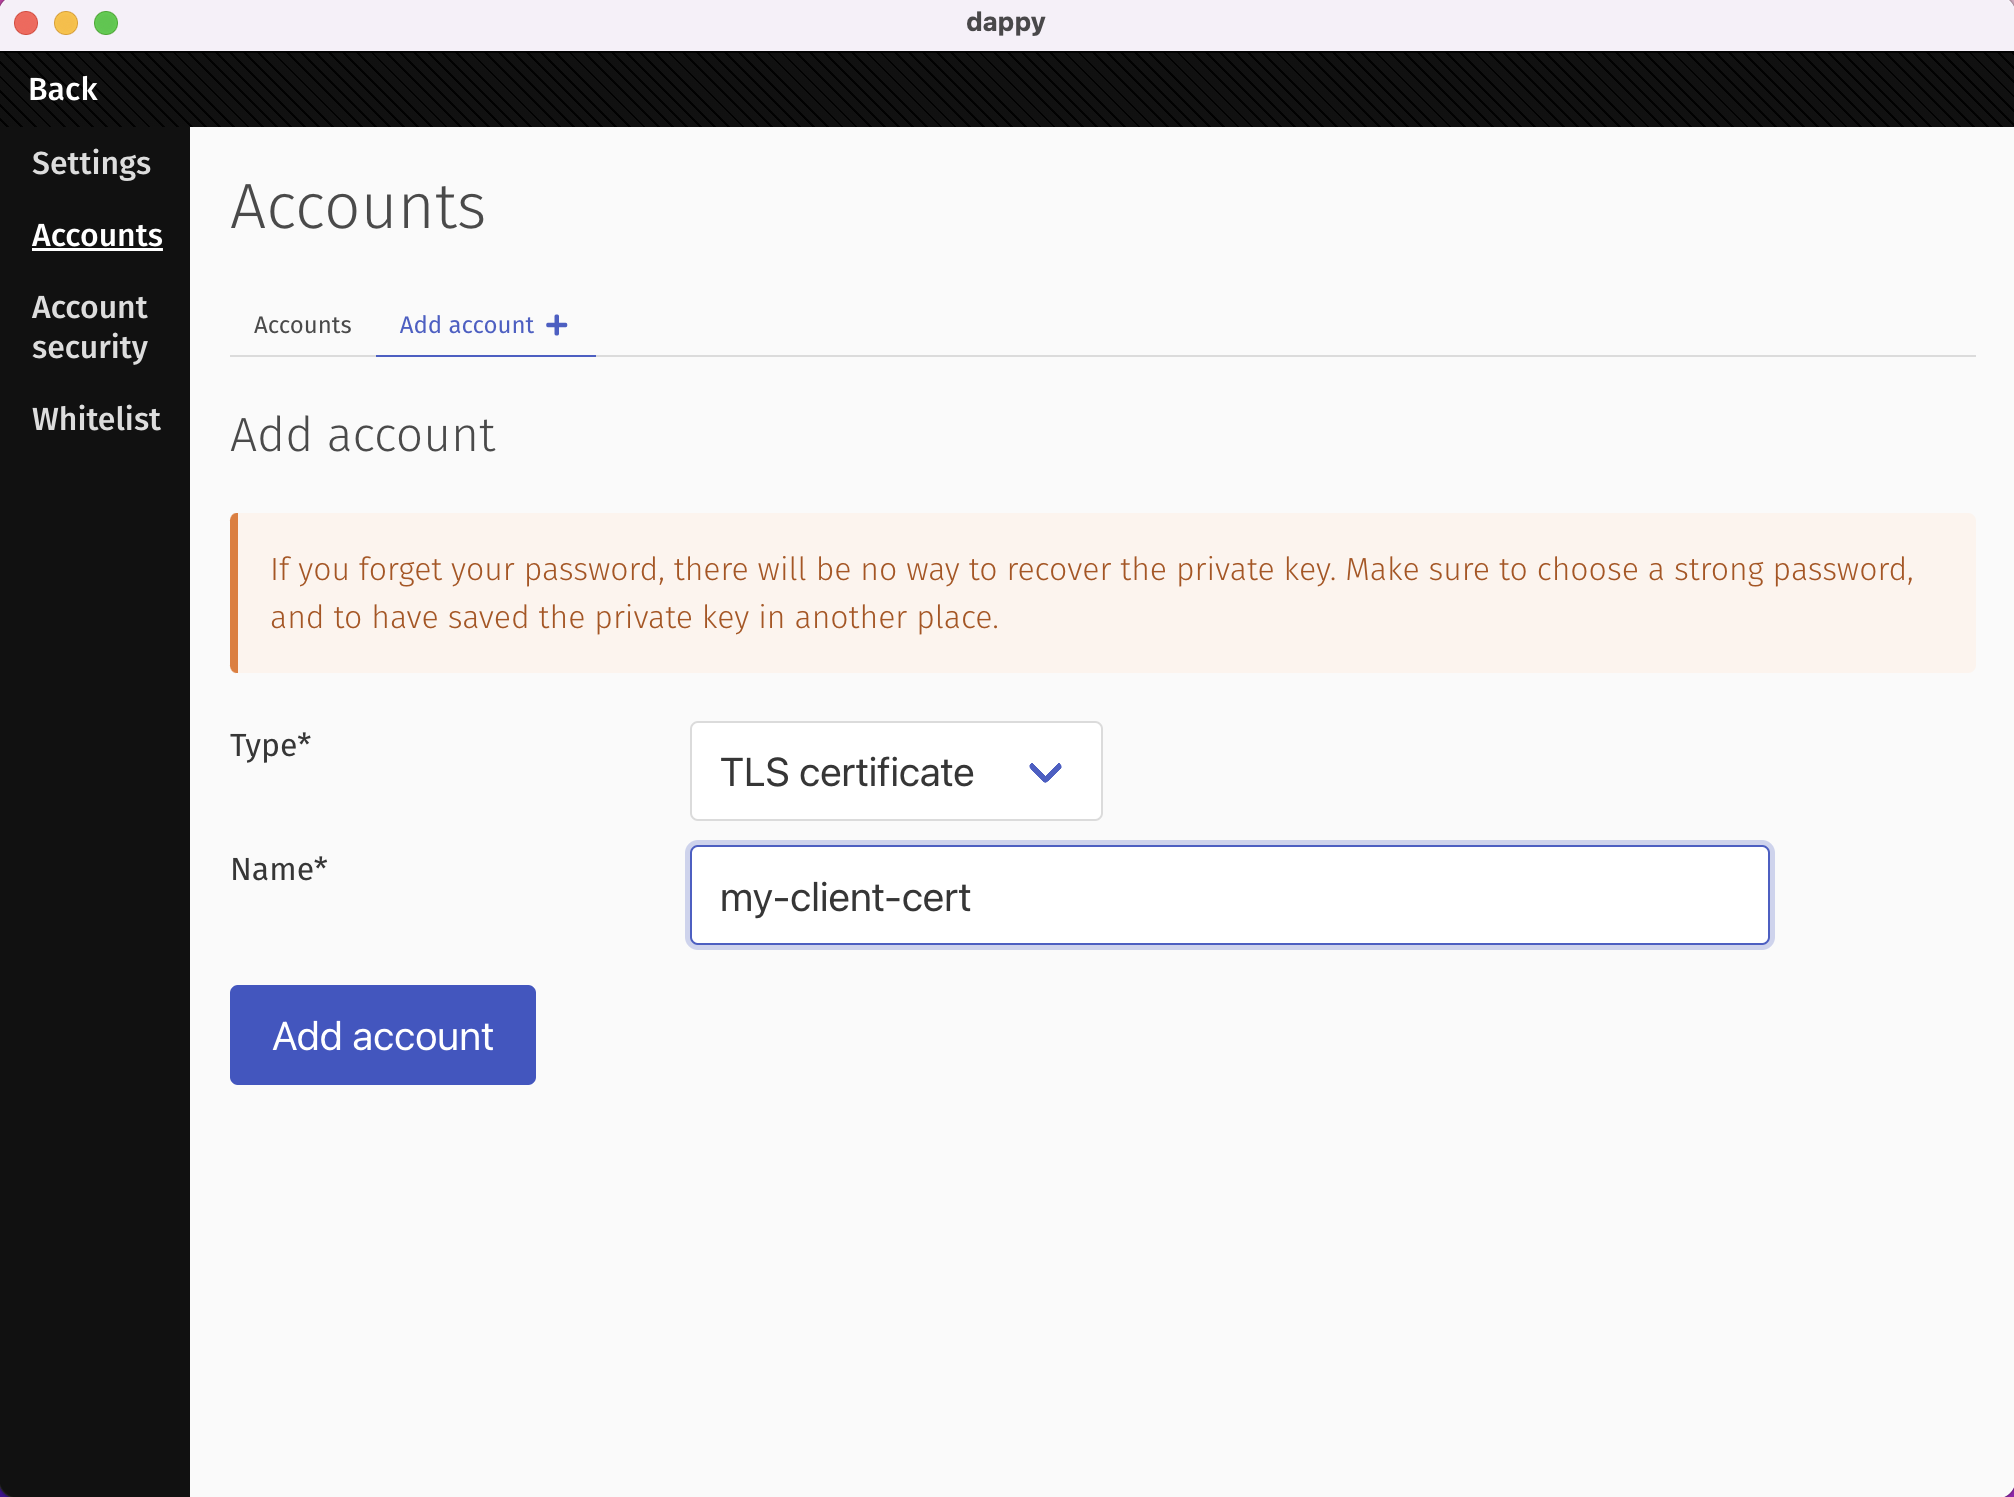 dappy
Back
Settings
Accounts
Account
security
Whitelist
Accounts
Accounts
Add account
Add account
If you forget your password, there will be no way to recover the private key. Make sure to choose a strong password,
and to have saved the private key in another place.
Type*
TLS certificate
Name*
my-client-cert
Add account